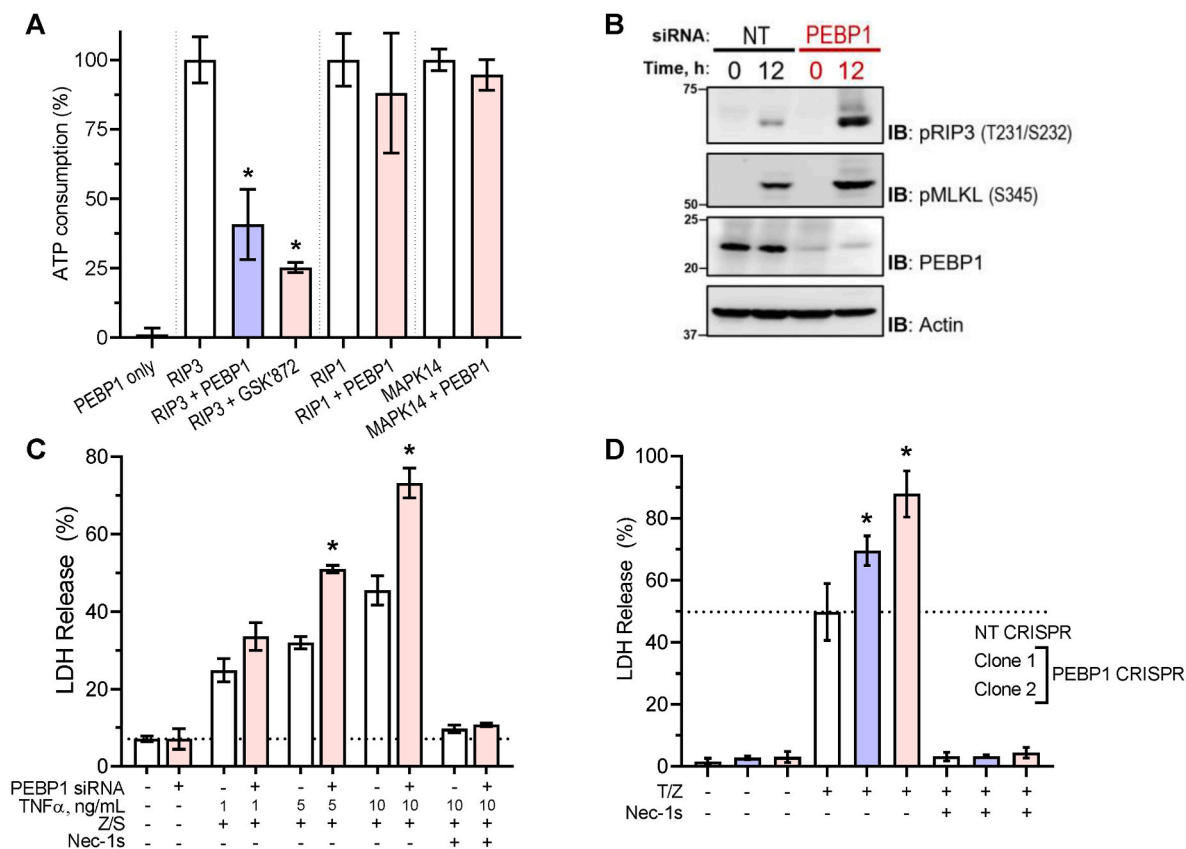 A
ATP consumption (%)
100
75
50
25
0
PEBP1 only
RIP3
RIP3 + PEBP1
RIP3 + GSK'872
RIP1
RIP1 + PEBP1
MAPK14
MAPK14 + PEBP1
*
*
B
siRNA: NT PEBP1
Time, h: 0 12 0 12
75
IB: pRIP3 (T231/S232)
IB: pMLKL (S345)
50
25
IB: PEBP1
20
IB: Actin
37
C
LDH Release (%)
80
60
40
20
0
*
*
PEBP1 siRNA - + - + - + - + - +
TNFα, ng/mL - - 1 1 5 5 10 10 10 10
Z/S - - + + + + + + + +
Nec-1s - - - - - - - - + +
D
LDH Release (%)
100
80
60
40
20
0
*
*
NT CRISPR
Clone 1
Clone 2
PEBP1 CRISPR
T/Z - - - + + + + + +
Nec-1s - - - - - - + + +